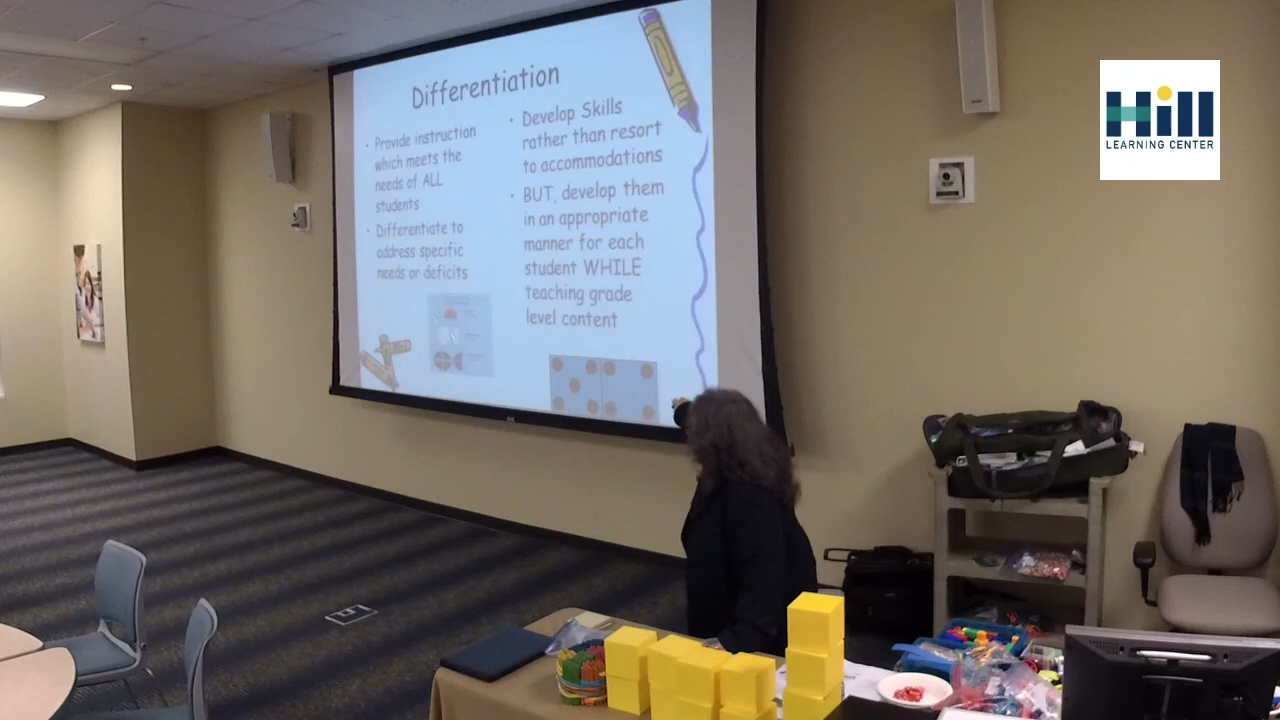 Differentiation
• Provide instruction
which meets the
needs of ALL
students
• Differentiate to
address specific
needs or deficits
• Develop Skills
rather than resort
to accommodations
• BUT, develop them
in an appropriate
manner for each
student WHILE
teaching grade
level content
Hill
LEARNING CENTER